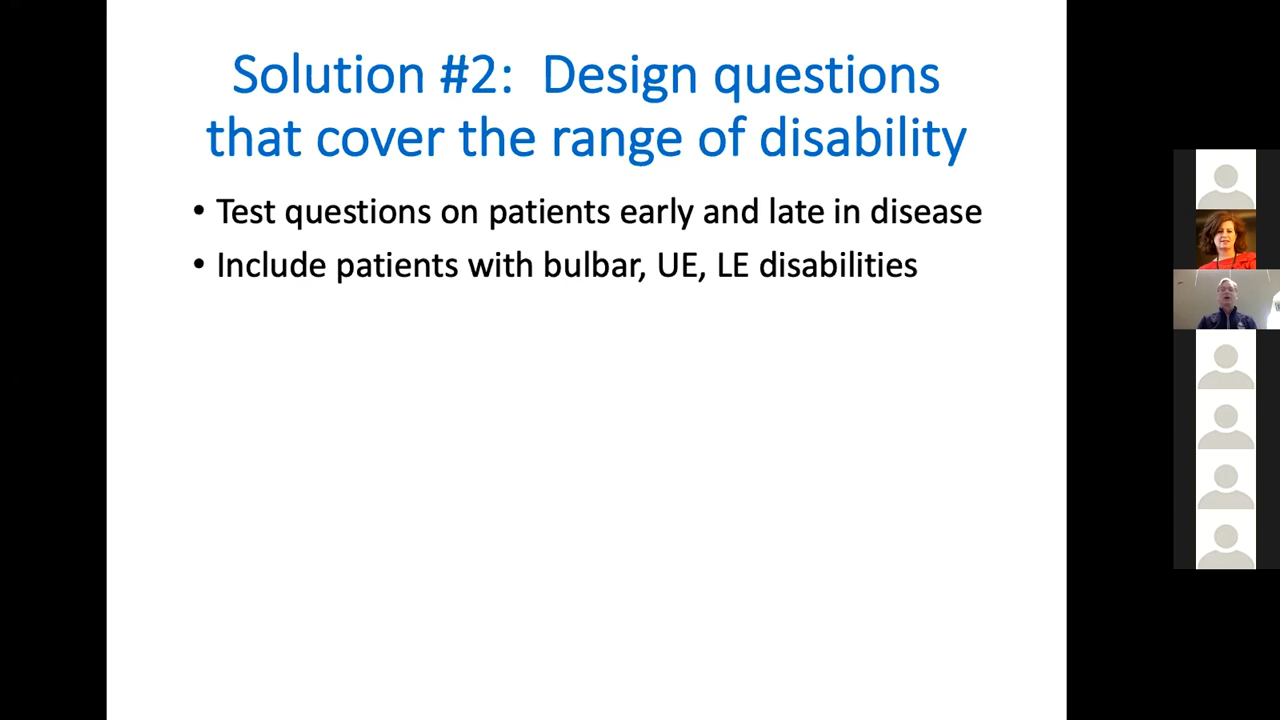 Solution #2:  Design questions
that cover the range of disability
• Test questions on patients early and late in disease
• Include patients with bulbar, UE, LE disabilities